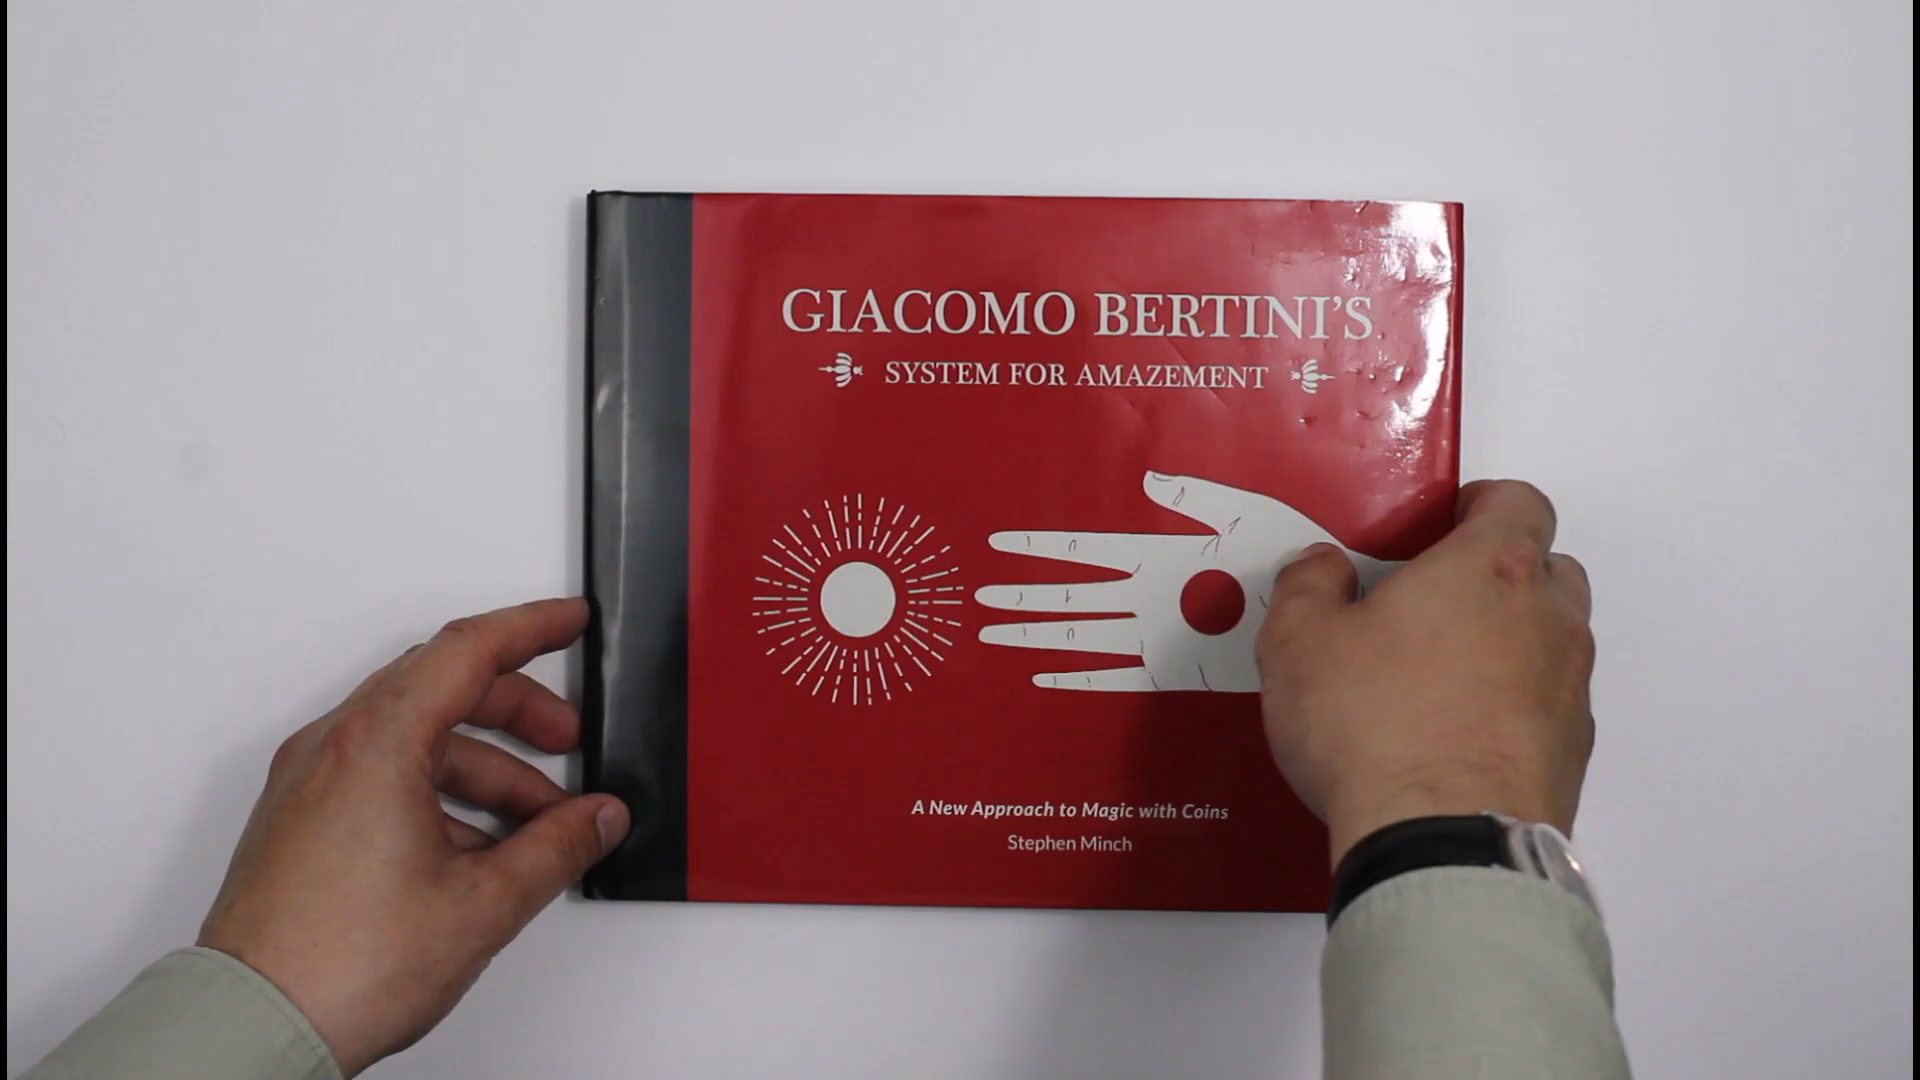 GIACOMO BERTINI'S
SYSTEM FOR AMAZEMENT
A New Approach to Magic with Coins
Stephen Minch